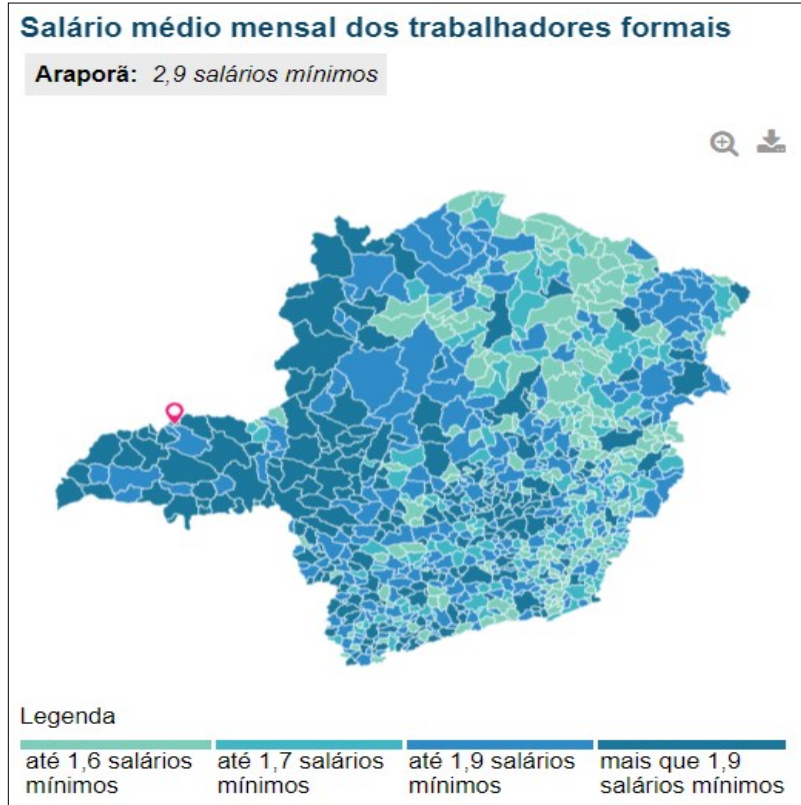 Salário médio mensal dos trabalhadores formais
Araporã: 2,9 salários mínimos
Legenda
até 1,6 salários
mínimos
até 1,7 salários
mínimos
até 1,9 salários
mínimos
mais que 1,9
salários mínimos